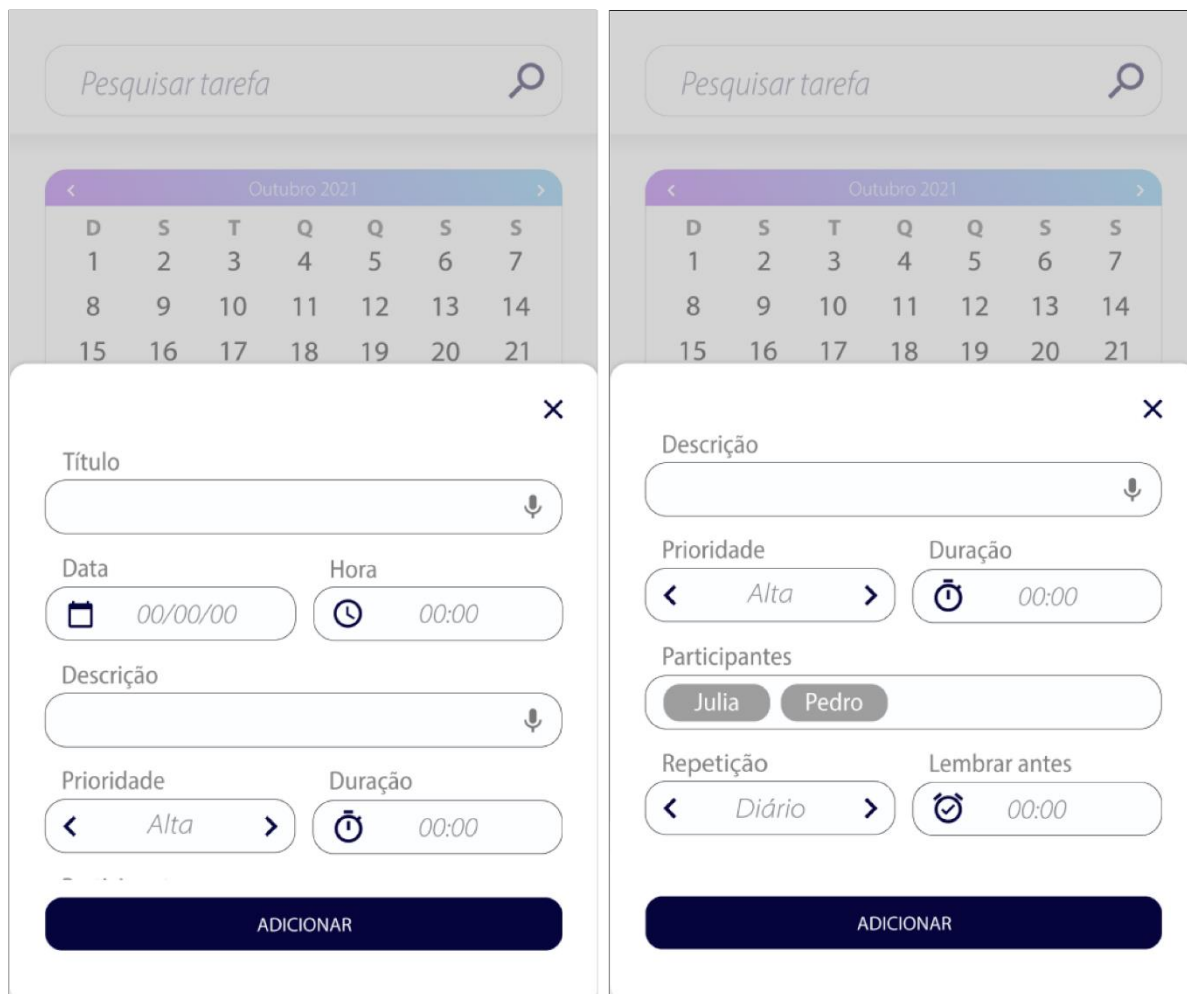 Pesquisar tarefa
Outubro 2021
D S T Q Q S S
1 2 3 4 5 6 7
8 9 10 11 12 13 14
15 16 17 18 19 20 21
Título
Data Hora
00/00/00 00:00
Descrição
Prioridade Duração
Alta 00:00
ADICIONAR
Pesquisar tarefa
Outubro 2021
D S T Q Q S S
1 2 3 4 5 6 7
8 9 10 11 12 13 14
15 16 17 18 19 20 21
Descrição
Prioridade Duração
Alta 00:00
Participantes
Julia Pedro
Repetição Lembrar antes
Diário 00:00
ADICIONAR